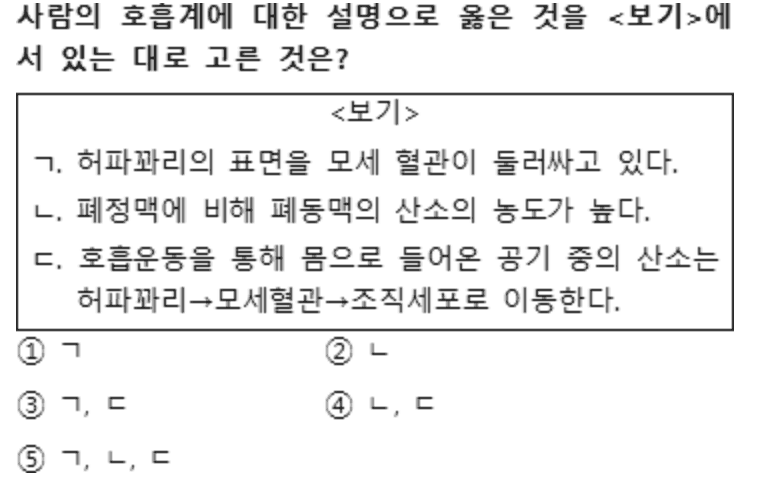 사람의 호흡계에 대한 설명으로 옳은 것을 <보기>에
서 있는 대로 고른 것은?
<보기>
ㄱ. 허파꽈리의 표면을 모세 혈관이 둘러싸고 있다.
ㄴ. 폐정맥에 비해 폐동맥의 산소의 농도가 높다.
ㄷ. 호흡운동을 통해 몸으로 들어온 공기 중의 산소는
허파꽈리→모세혈관→조직세포로 이동한다.
① ㄱ ② ㄴ
③ ㄱ, ㄷ ④ ㄴ, ㄷ
⑤ ㄱ, ㄴ, ㄷ